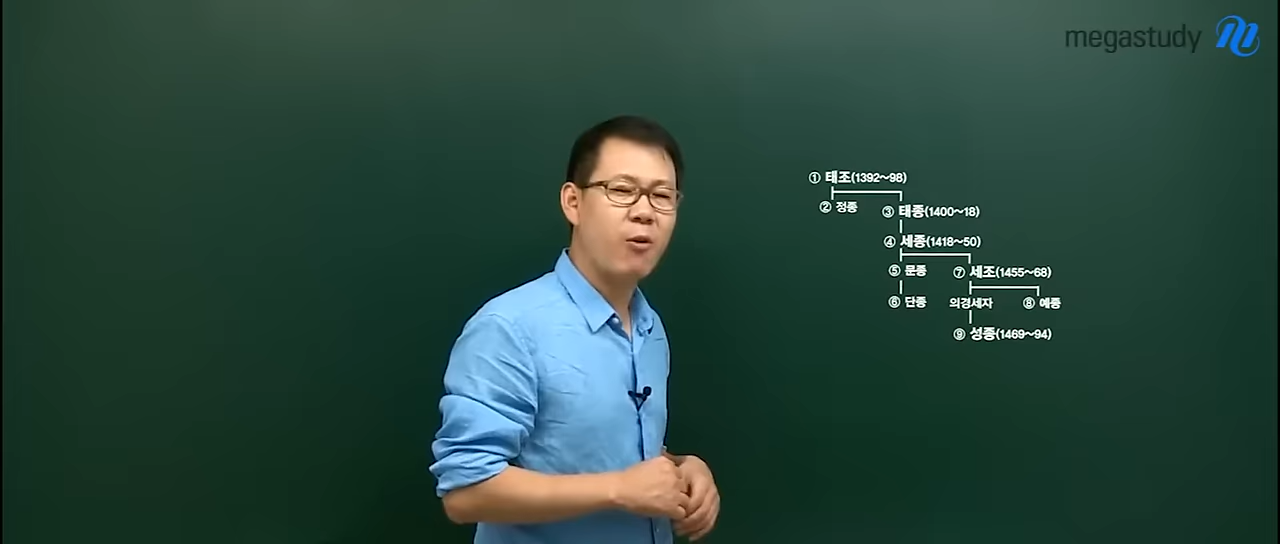 megastudy
① 태조(1392~98)
② 정종 ③ 태종(1400~18)
④ 세종(1418~50)
⑤ 문종 ⑦ 세조(1455~68)
⑥ 단종 의경세자 ⑧ 예종
⑨ 성종(1469~94)